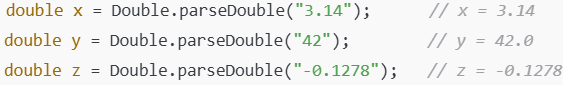 double x = Double.parseDouble("3.14");      // x = 3.14
double y = Double.parseDouble("42");        // y = 42.0
double z = Double.parseDouble("-0.1278");   // z = -0.1278